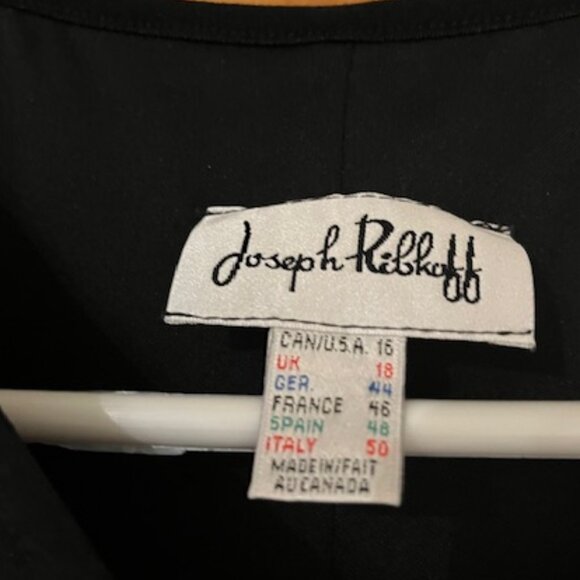 Joseph Ribkoff
CAN/U.S.A. 16
UK 18
GER. 44
FRANCE 46
SPAIN 48
ITALY 50
MADE IN/FAIT
AU CANADA